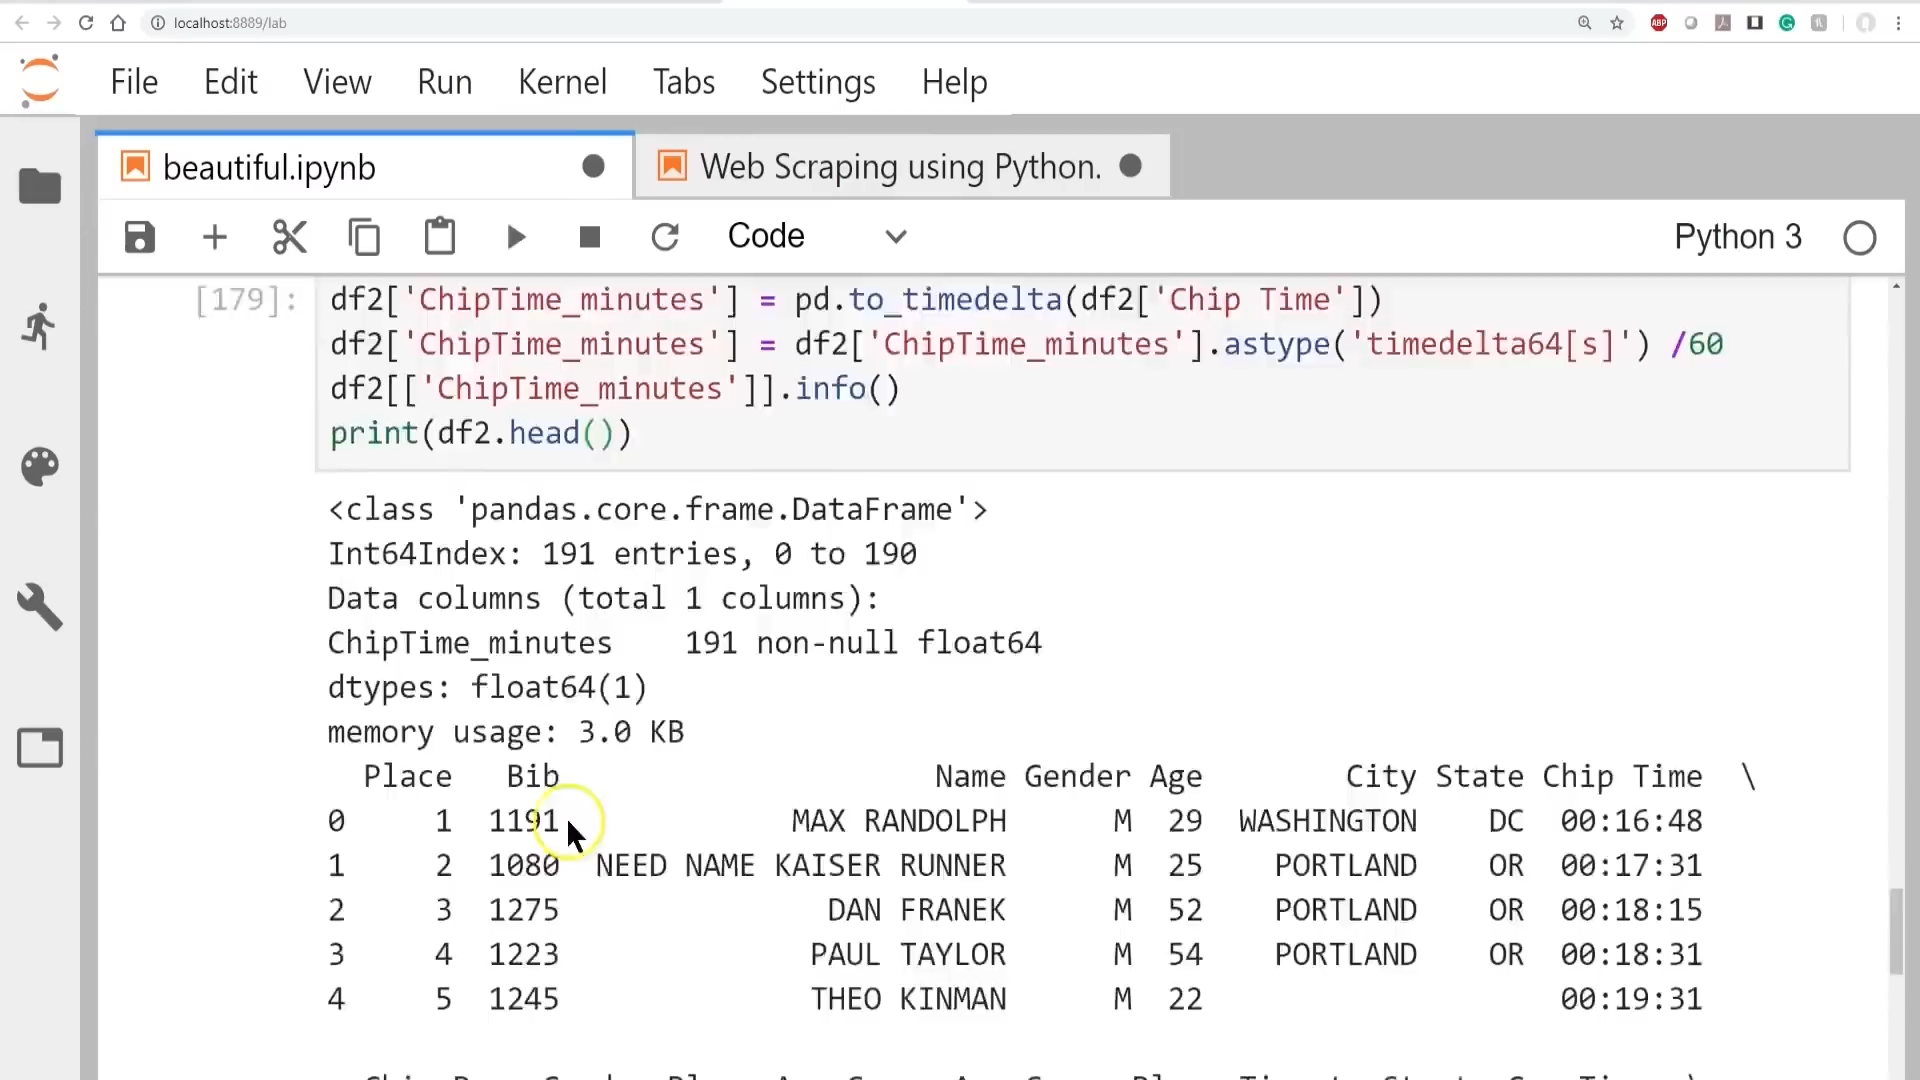 localhost:8889/lab
ABP
File Edit View Run Kernel Tabs Settings Help
beautiful.ipynb Web Scraping using Python.
Code Python 3
[179]: df2['ChipTime_minutes'] = pd.to_timedelta(df2['Chip Time'])
df2['ChipTime_minutes'] = df2['ChipTime_minutes'].astype('timedelta64[s]') /60
df2[['ChipTime_minutes']].info()
print(df2.head())
<class 'pandas.core.frame.DataFrame'>
Int64Index: 191 entries, 0 to 190
Data columns (total 1 columns):
ChipTime_minutes    191 non-null float64
dtypes: float64(1)
memory usage: 3.0 KB
Place Bib Name Gender Age City State Chip Time \
0 1 1191 MAX RANDOLPH M 29 WASHINGTON DC 00:16:48
1 2 1080 NEED NAME KAISER RUNNER M 25 PORTLAND OR 00:17:31
2 3 1275 DAN FRANEK M 52 PORTLAND OR 00:18:15
3 4 1223 PAUL TAYLOR M 54 PORTLAND OR 00:18:31
4 5 1245 THEO KINMAN M 22 00:19:31